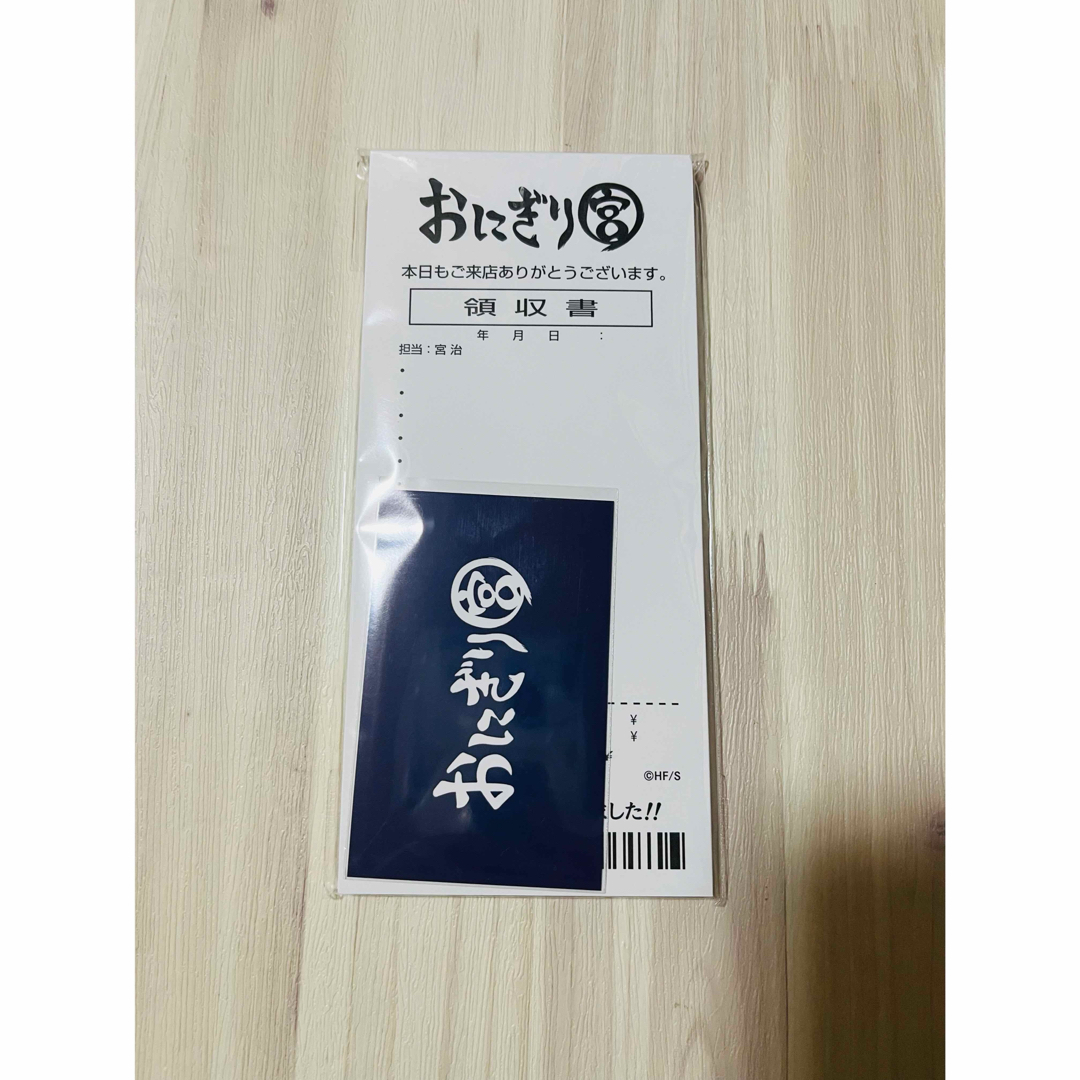 おにぎり宮
本日もご来店ありがとうございます。
領収書
年 月 日 :
担当:宮 治
・
・
・
・
・
おにぎり宮
¥
¥
©HF/S
ました!!